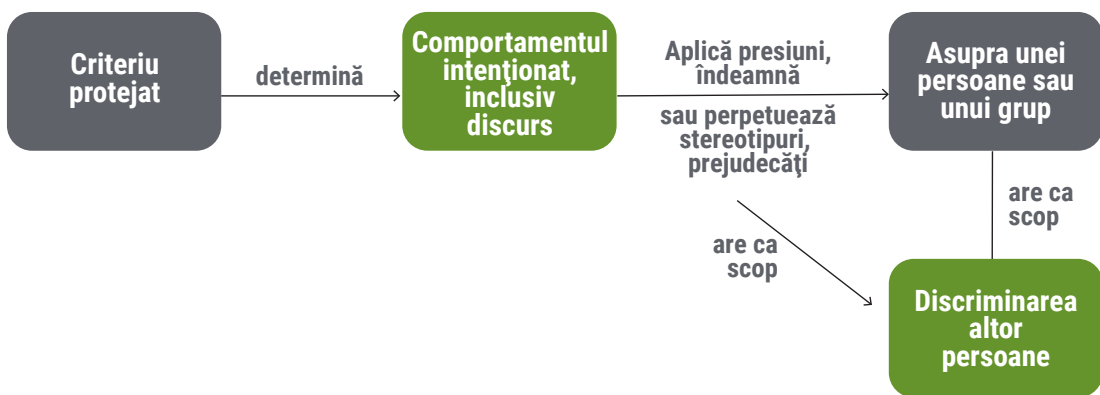 Criteriu
protejat
determină
Comportamentul
intenţionat,
inclusiv
discurs
Aplică presiuni,
îndeamnă
sau perpetuează
stereotipuri,
prejudecăţi
Asupra unei
persoane sau
unui grup
are ca
scop
are ca
scop
Discriminarea
altor
persoane